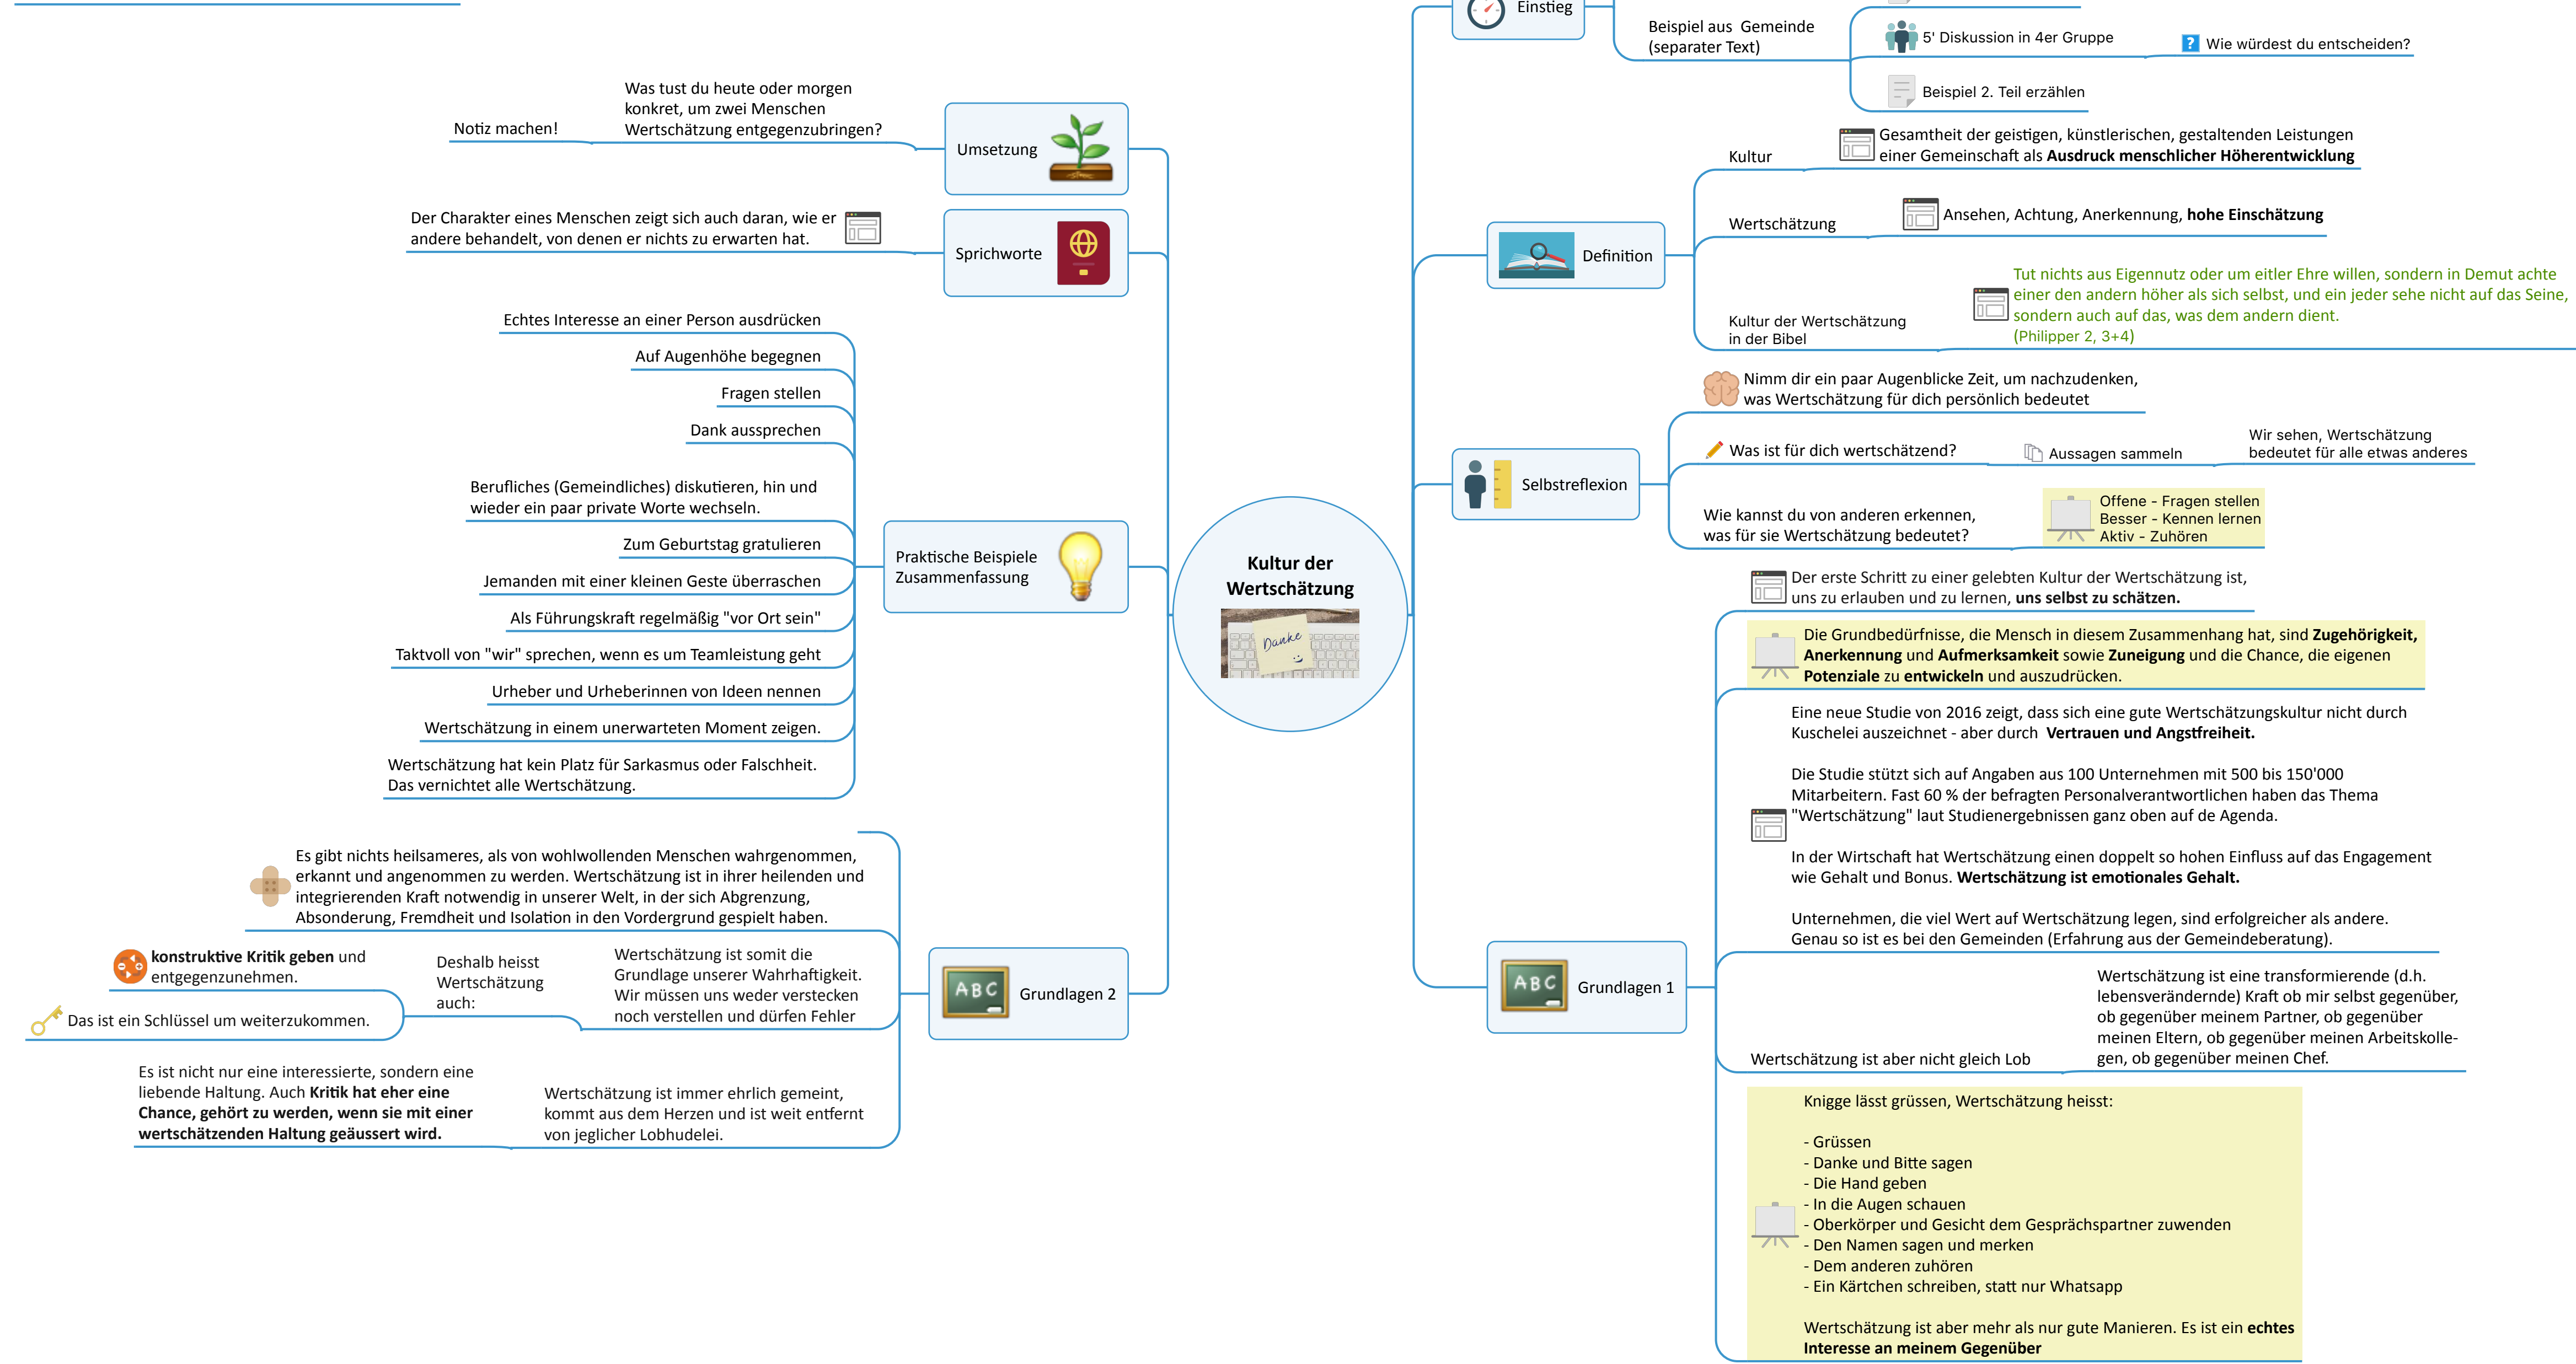 Kultur der
Wertschätzung
Danke
Einstieg
Beispiel aus  Gemeinde
(separater Text)
5' Diskussion in 4er Gruppe
? Wie würdest du entscheiden?
Beispiel 2. Teil erzählen
Definition
Kultur
Gesamtheit der geistigen, künstlerischen, gestaltenden Leistungen
einer Gemeinschaft als Ausdruck menschlicher Höherentwicklung
Wertschätzung
Ansehen, Achtung, Anerkennung, hohe Einschätzung
Kultur der Wertschätzung
in der Bibel
Tut nichts aus Eigennutz oder um eitler Ehre willen, sondern in Demut achte
einer den andern höher als sich selbst, und ein jeder sehe nicht auf das Seine,
sondern auch auf das, was dem andern dient.
(Philipper 2, 3+4)
Selbstreflexion
Nimm dir ein paar Augenblicke Zeit, um nachzudenken,
was Wertschätzung für dich persönlich bedeutet
Was ist für dich wertschätzend?
Aussagen sammeln
Wir sehen, Wertschätzung
bedeutet für alle etwas anderes
Wie kannst du von anderen erkennen,
was für sie Wertschätzung bedeutet?
Offene - Fragen stellen
Besser - Kennen lernen
Aktiv - Zuhören
ABC
Grundlagen 1
Der erste Schritt zu einer gelebten Kultur der Wertschätzung ist,
uns zu erlauben und zu lernen, uns selbst zu schätzen.
Die Grundbedürfnisse, die Mensch in diesem Zusammenhang hat, sind Zugehörigkeit,
Anerkennung und Aufmerksamkeit sowie Zuneigung und die Chance, die eigenen
Potenziale zu entwickeln und auszudrücken.
Eine neue Studie von 2016 zeigt, dass sich eine gute Wertschätzungskultur nicht durch
Kuschelei auszeichnet - aber durch  Vertrauen und Angstfreiheit.
Die Studie stützt sich auf Angaben aus 100 Unternehmen mit 500 bis 150'000
Mitarbeitern. Fast 60 % der befragten Personalverantwortlichen haben das Thema
"Wertschätzung" laut Studienergebnissen ganz oben auf de Agenda.
In der Wirtschaft hat Wertschätzung einen doppelt so hohen Einfluss auf das Engagement
wie Gehalt und Bonus. Wertschätzung ist emotionales Gehalt.
Unternehmen, die viel Wert auf Wertschätzung legen, sind erfolgreicher als andere.
Genau so ist es bei den Gemeinden (Erfahrung aus der Gemeindeberatung).
Wertschätzung ist aber nicht gleich Lob
Wertschätzung ist eine transformierende (d.h.
lebensverändernde) Kraft ob mir selbst gegenüber,
ob gegenüber meinem Partner, ob gegenüber
meinen Eltern, ob gegenüber meinen Arbeitskolle-
gen, ob gegenüber meinen Chef.
Knigge lässt grüssen, Wertschätzung heisst:
- Grüssen
- Danke und Bitte sagen
- Die Hand geben
- In die Augen schauen
- Oberkörper und Gesicht dem Gesprächspartner zuwenden
- Den Namen sagen und merken
- Dem anderen zuhören
- Ein Kärtchen schreiben, statt nur Whatsapp
Wertschätzung ist aber mehr als nur gute Manieren. Es ist ein echtes
Interesse an meinem Gegenüber
ABC
Grundlagen 2
Es gibt nichts heilsameres, als von wohlwollenden Menschen wahrgenommen,
erkannt und angenommen zu werden. Wertschätzung ist in ihrer heilenden und
integrierenden Kraft notwendig in unserer Welt, in der sich Abgrenzung,
Absonderung, Fremdheit und Isolation in den Vordergrund gespielt haben.
Wertschätzung ist somit die
Grundlage unserer Wahrhaftigkeit.
Wir müssen uns weder verstecken
noch verstellen und dürfen Fehler
Deshalb heisst
Wertschätzung
auch:
konstruktive Kritik geben und
entgegenzunehmen.
Das ist ein Schlüssel um weiterzukommen.
Wertschätzung ist immer ehrlich gemeint,
kommt aus dem Herzen und ist weit entfernt
von jeglicher Lobhudelei.
Es ist nicht nur eine interessierte, sondern eine
liebende Haltung. Auch Kritik hat eher eine
Chance, gehört zu werden, wenn sie mit einer
wertschätzenden Haltung geäussert wird.
Praktische Beispiele
Zusammenfassung
Echtes Interesse an einer Person ausdrücken
Auf Augenhöhe begegnen
Fragen stellen
Dank aussprechen
Berufliches (Gemeindliches) diskutieren, hin und
wieder ein paar private Worte wechseln.
Zum Geburtstag gratulieren
Jemanden mit einer kleinen Geste überraschen
Als Führungskraft regelmäßig "vor Ort sein"
Taktvoll von "wir" sprechen, wenn es um Teamleistung geht
Urheber und Urheberinnen von Ideen nennen
Wertschätzung in einem unerwarteten Moment zeigen.
Wertschätzung hat kein Platz für Sarkasmus oder Falschheit.
Das vernichtet alle Wertschätzung.
Sprichworte
Der Charakter eines Menschen zeigt sich auch daran, wie er
andere behandelt, von denen er nichts zu erwarten hat.
Umsetzung
Was tust du heute oder morgen
konkret, um zwei Menschen
Wertschätzung entgegenzubringen?
Notiz machen!